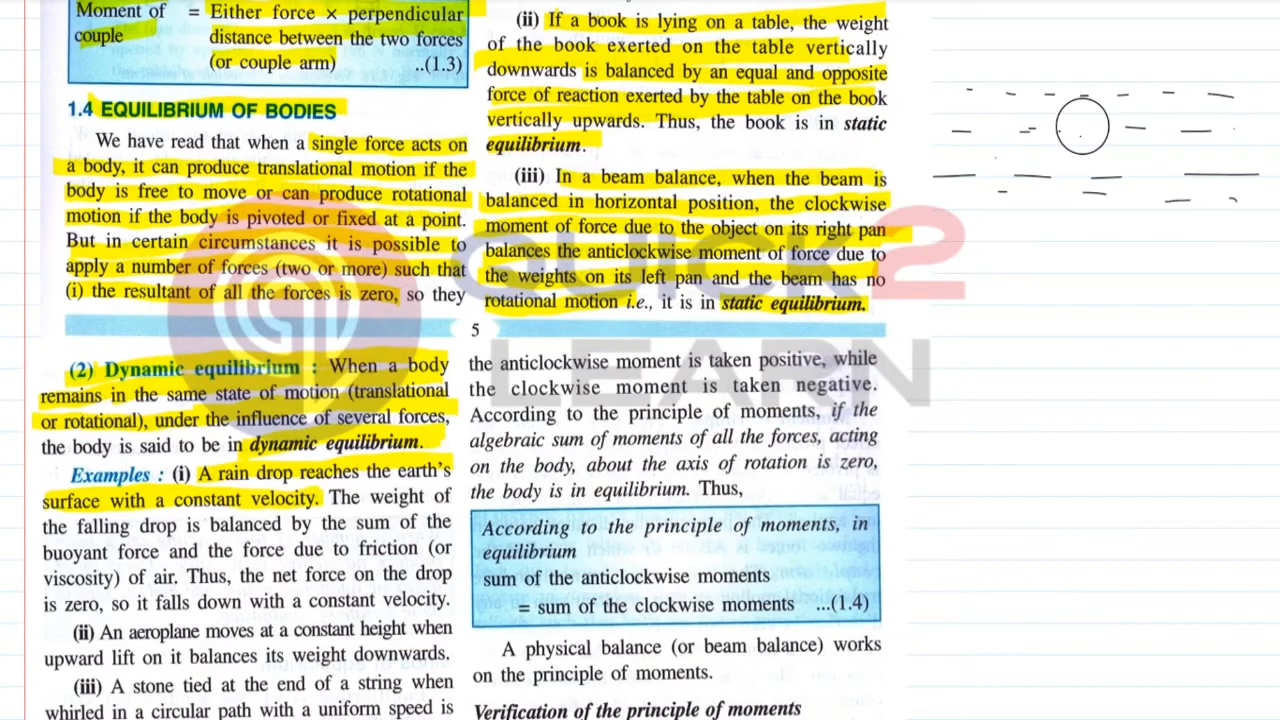 Moment of = Either force × perpendicular
couple distance between the two forces
(or couple arm) ..(1.3)
1.4 EQUILIBRIUM OF BODIES
We have read that when a single force acts on
a body, it can produce translational motion if the
body is free to move or can produce rotational
motion if the body is pivoted or fixed at a point.
But in certain circumstances it is possible to
apply a number of forces (two or more) such that
(i) the resultant of all the forces is zero, so they
(ii) If a book is lying on a table, the weight
of the book exerted on the table vertically
downwards is balanced by an equal and opposite
force of reaction exerted by the table on the book
vertically upwards. Thus, the book is in static
equilibrium.
(iii) In a beam balance, when the beam is
balanced in horizontal position, the clockwise
moment of force due to the object on its right pan
balances the anticlockwise moment of force due to
the weights on its left pan and the beam has no
rotational motion i.e., it is in static equilibrium.
5
QUICK2
LEARN
(2) Dynamic equilibrium : When a body
remains in the same state of motion (translational
or rotational), under the influence of several forces,
the body is said to be in dynamic equilibrium.
Examples : (i) A rain drop reaches the earth's
surface with a constant velocity. The weight of
the falling drop is balanced by the sum of the
buoyant force and the force due to friction (or
viscosity) of air. Thus, the net force on the drop
is zero, so it falls down with a constant velocity.
(ii) An aeroplane moves at a constant height when
upward lift on it balances its weight downwards.
(iii) A stone tied at the end of a string when
whirled in a circular path with a uniform speed is
the anticlockwise moment is taken positive, while
the clockwise moment is taken negative.
According to the principle of moments, if the
algebraic sum of moments of all the forces, acting
on the body, about the axis of rotation is zero,
the body is in equilibrium. Thus,
According to the principle of moments, in
equilibrium
sum of the anticlockwise moments
= sum of the clockwise moments ...(1.4)
A physical balance (or beam balance) works
on the principle of moments.
Verification of the principle of moments